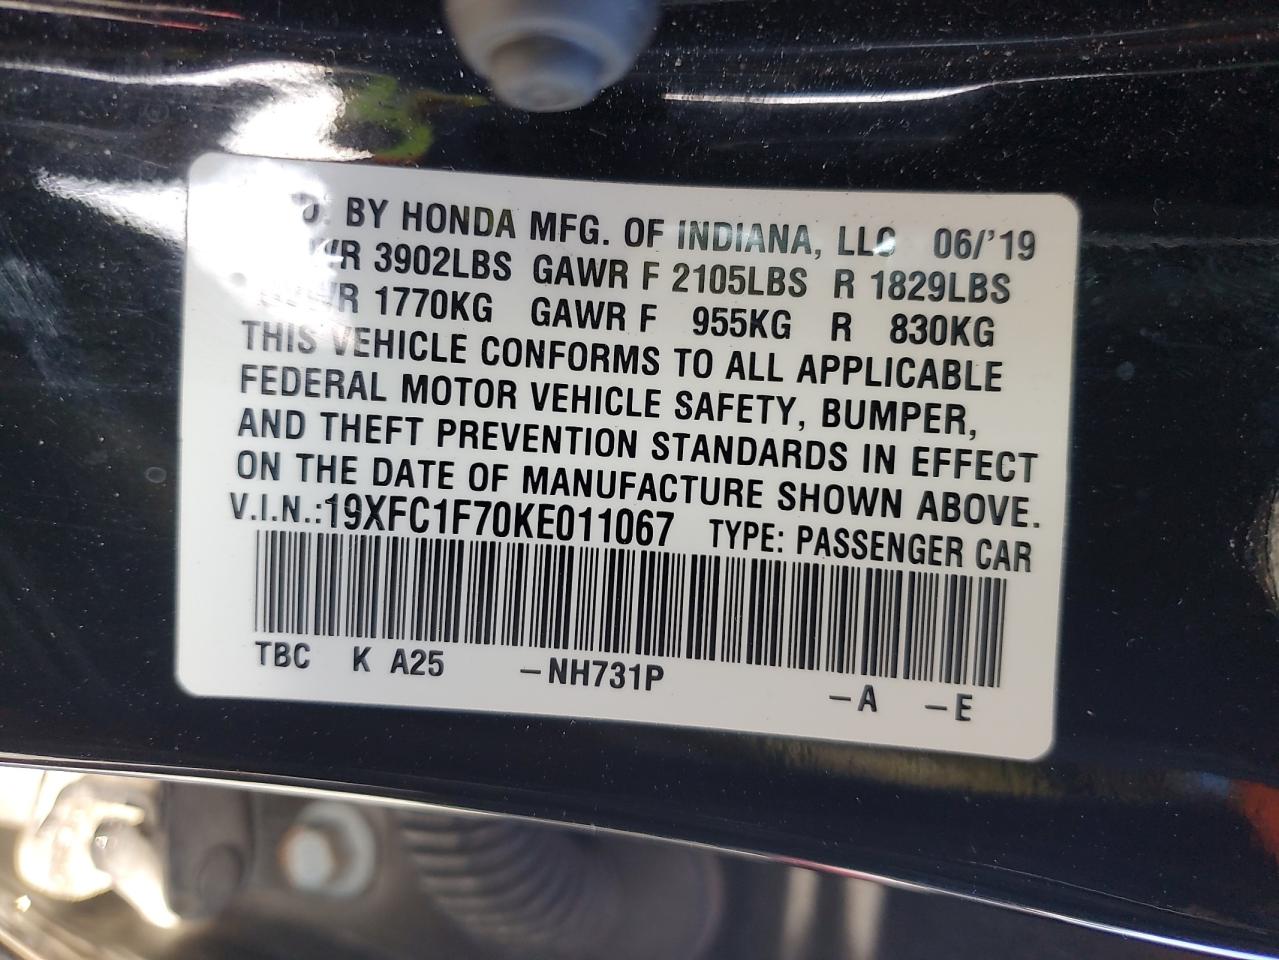 BY HONDA MFG. OF INDIANA, LLC 06/'19
3902LBS GAWR F 2105LBS R 1829LBS
1770KG GAWR F 955KG R 830KG
THIS VEHICLE CONFORMS TO ALL APPLICABLE
FEDERAL MOTOR VEHICLE SAFETY, BUMPER,
AND THEFT PREVENTION STANDARDS IN EFFECT
ON THE DATE OF MANUFACTURE SHOWN ABOVE.
V.I.N.:19XFC1F70KE011067 TYPE: PASSENGER CAR
TBC K A25 –NH731P –A –E